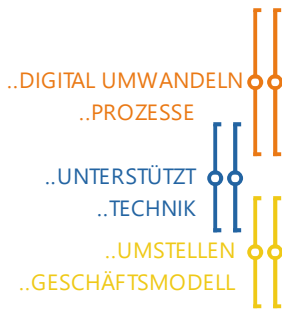 ..DIGITAL UMWANDELN
..PROZESSE
..UNTERSTÜTZT
..TECHNIK
..UMSTELLEN
..GESCHÄFTSMODELL